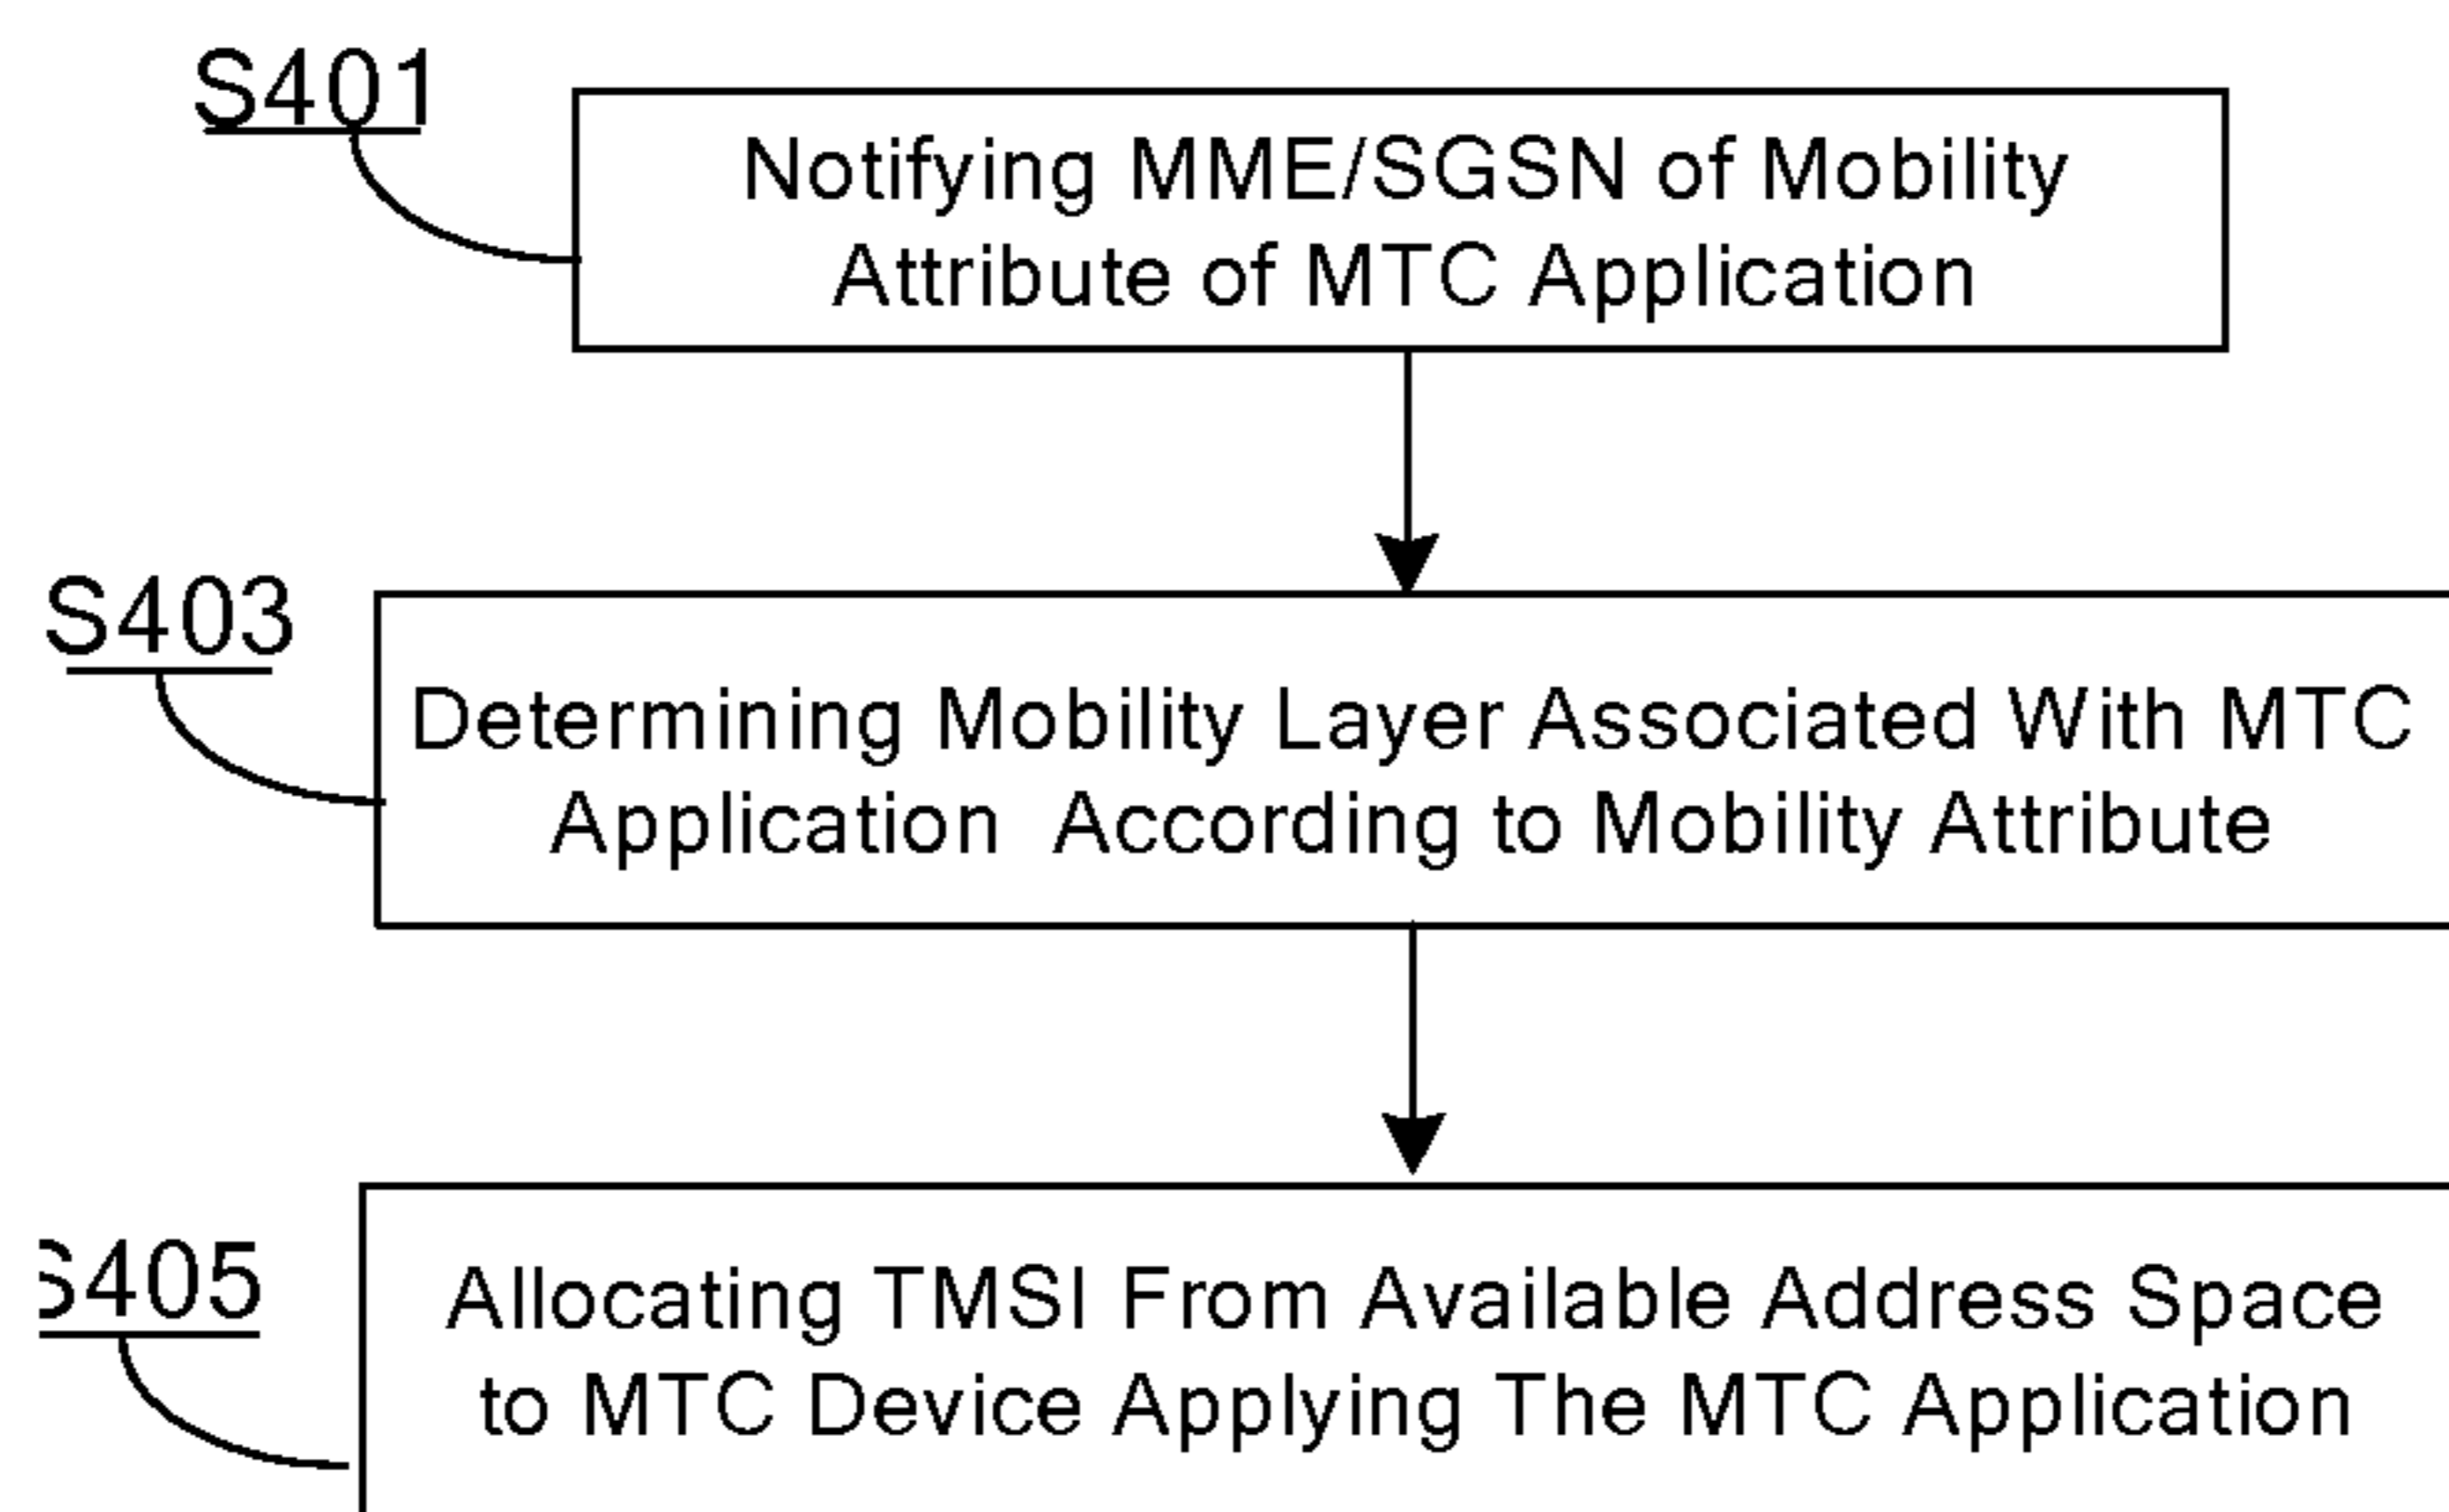 S401
Notifying MME/SGSN of Mobility
Attribute of MTC Application
S403
Determining Mobility Layer Associated With MTC
Application According to Mobility Attribute
S405
Allocating TMSI From Available Address Space
to MTC Device Applying The MTC Application